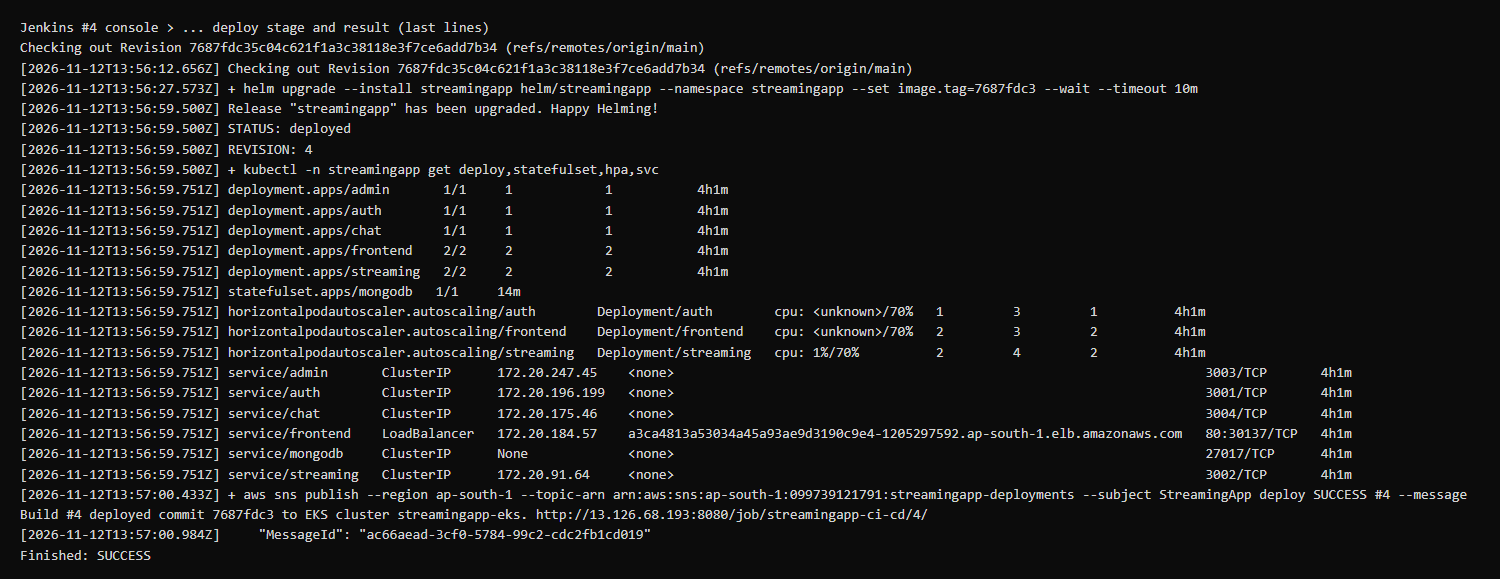 Jenkins #4 console > ... deploy stage and result (last lines)
Checking out Revision 7687fdc35c04c621f1a3c38118e3f7ce6add7b34 (refs/remotes/origin/main)
[2026-11-12T13:56:12.656Z] Checking out Revision 7687fdc35c04c621f1a3c38118e3f7ce6add7b34 (refs/remotes/origin/main)
[2026-11-12T13:56:27.573Z] + helm upgrade --install streamingapp helm/streamingapp --namespace streamingapp --set image.tag=7687fdc3 --wait --timeout 10m
[2026-11-12T13:56:59.500Z] Release "streamingapp" has been upgraded. Happy Helming!
[2026-11-12T13:56:59.500Z] STATUS: deployed
[2026-11-12T13:56:59.500Z] REVISION: 4
[2026-11-12T13:56:59.500Z] + kubectl -n streamingapp get deploy,statefulset,hpa,svc
[2026-11-12T13:56:59.751Z] deployment.apps/admin       1/1     1            1           4h1m
[2026-11-12T13:56:59.751Z] deployment.apps/auth        1/1     1            1           4h1m
[2026-11-12T13:56:59.751Z] deployment.apps/chat        1/1     1            1           4h1m
[2026-11-12T13:56:59.751Z] deployment.apps/frontend    2/2     2            2           4h1m
[2026-11-12T13:56:59.751Z] deployment.apps/streaming   2/2     2            2           4h1m
[2026-11-12T13:56:59.751Z] statefulset.apps/mongodb   1/1     14m
[2026-11-12T13:56:59.751Z] horizontalpodautoscaler.autoscaling/auth        Deployment/auth        cpu: <unknown>/70%   1         3         1          4h1m
[2026-11-12T13:56:59.751Z] horizontalpodautoscaler.autoscaling/frontend    Deployment/frontend    cpu: <unknown>/70%   2         3         2          4h1m
[2026-11-12T13:56:59.751Z] horizontalpodautoscaler.autoscaling/streaming   Deployment/streaming   cpu: 1%/70%          2         4         2          4h1m
[2026-11-12T13:56:59.751Z] service/admin       ClusterIP      172.20.247.45    <none>                                                                     3003/TCP       4h1m
[2026-11-12T13:56:59.751Z] service/auth        ClusterIP      172.20.196.199   <none>                                                                     3001/TCP       4h1m
[2026-11-12T13:56:59.751Z] service/chat        ClusterIP      172.20.175.46    <none>                                                                     3004/TCP       4h1m
[2026-11-12T13:56:59.751Z] service/frontend    LoadBalancer   172.20.184.57    a3ca4813a53034a45a93ae9d3190c9e4-1205297592.ap-south-1.elb.amazonaws.com   80:30137/TCP   4h1m
[2026-11-12T13:56:59.751Z] service/mongodb     ClusterIP      None             <none>                                                                     27017/TCP      4h1m
[2026-11-12T13:56:59.751Z] service/streaming   ClusterIP      172.20.91.64     <none>                                                                     3002/TCP       4h1m
[2026-11-12T13:57:00.433Z] + aws sns publish --region ap-south-1 --topic-arn arn:aws:sns:ap-south-1:099739121791:streamingapp-deployments --subject StreamingApp deploy SUCCESS #4 --message
Build #4 deployed commit 7687fdc3 to EKS cluster streamingapp-eks. http://13.126.68.193:8080/job/streamingapp-ci-cd/4/
[2026-11-12T13:57:00.984Z]     "MessageId": "ac66aead-3cf0-5784-99c2-cdc2fb1cd019"
Finished: SUCCESS